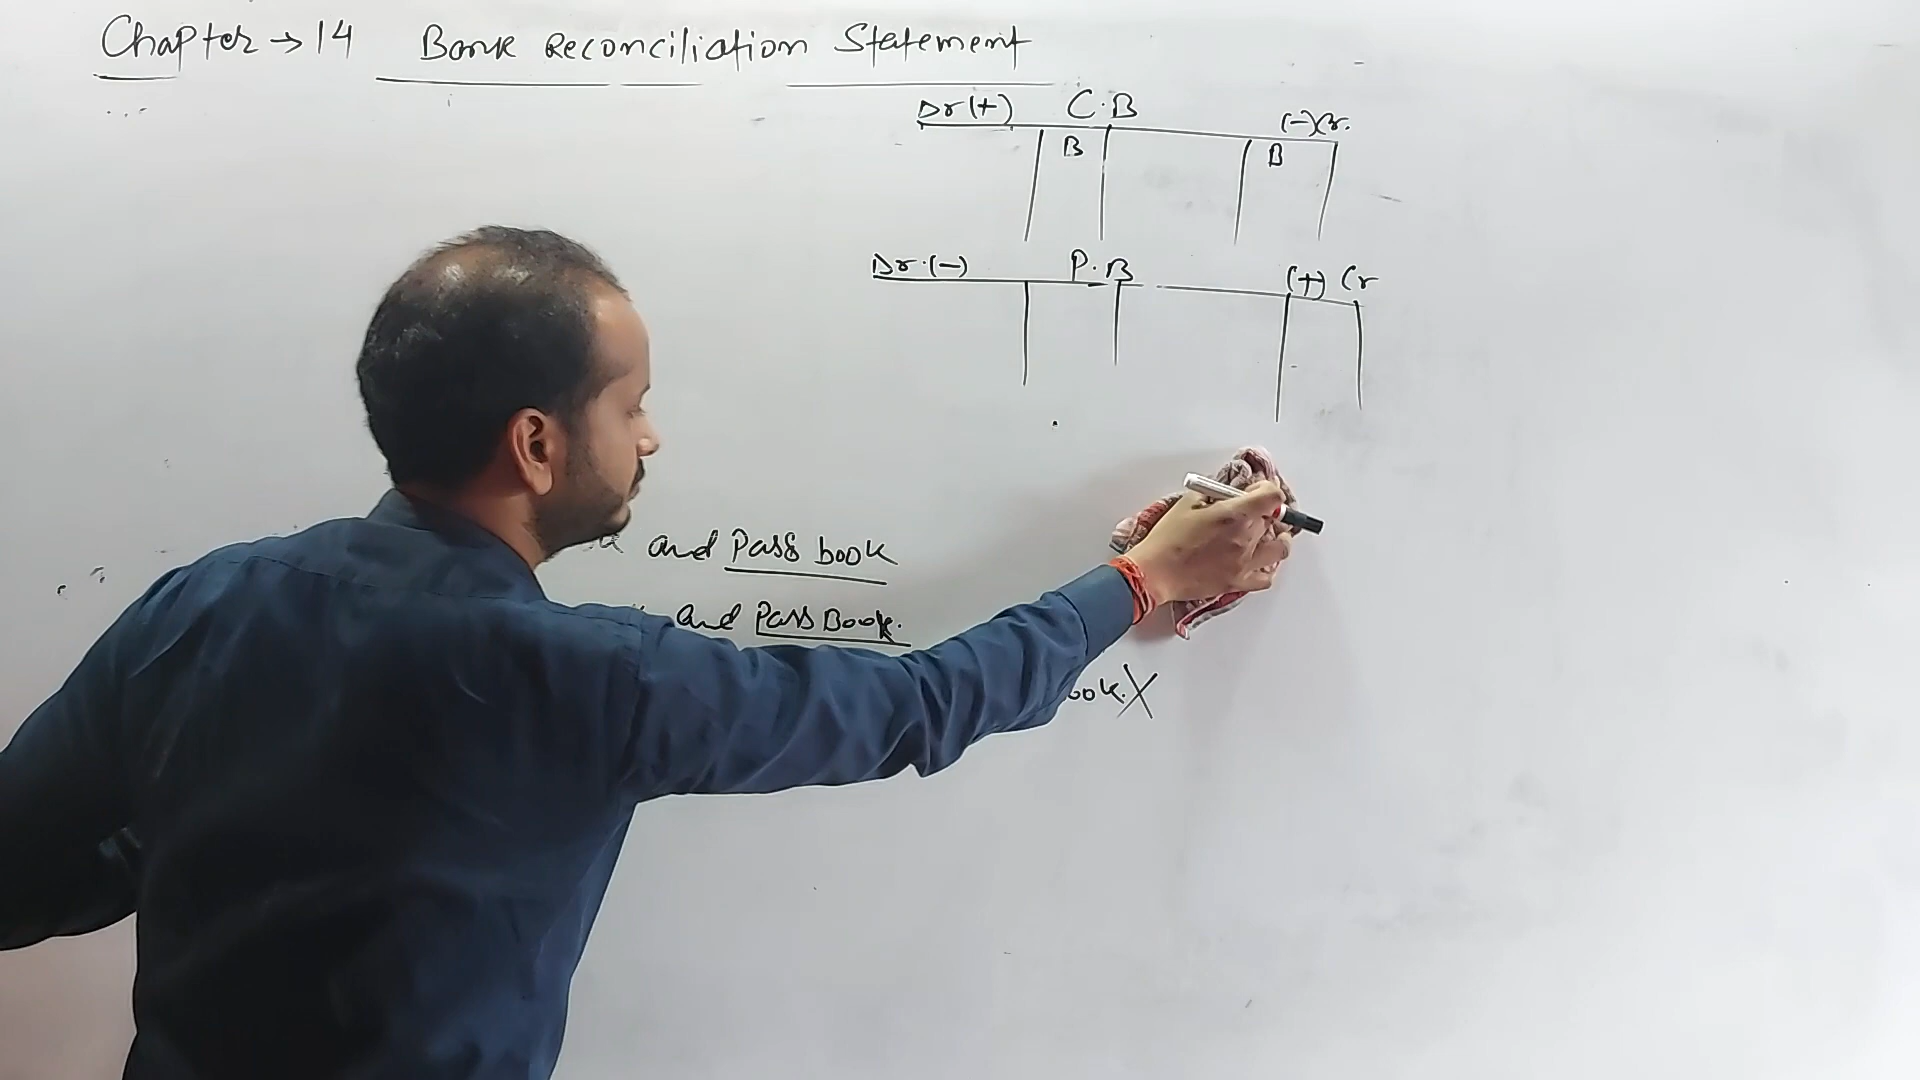 Chapter → 14 Bank Reconciliation Statement
Dr (+) C.B (-) Cr.
B B
Dr. (-) P.B (+) Cr
and Pass book
and Pass Book.
ook. X